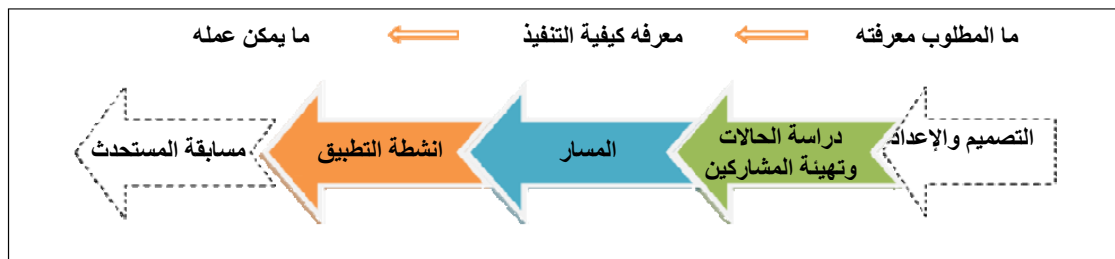 ما المطلوب معرفته
معرفه كيفية التنفيذ
ما يمكن عمله
التصميم والإعداد
دراسة الحالات
وتهيئة المشاركين
المسار
انشطة التطبيق
مسابقة المستحدث